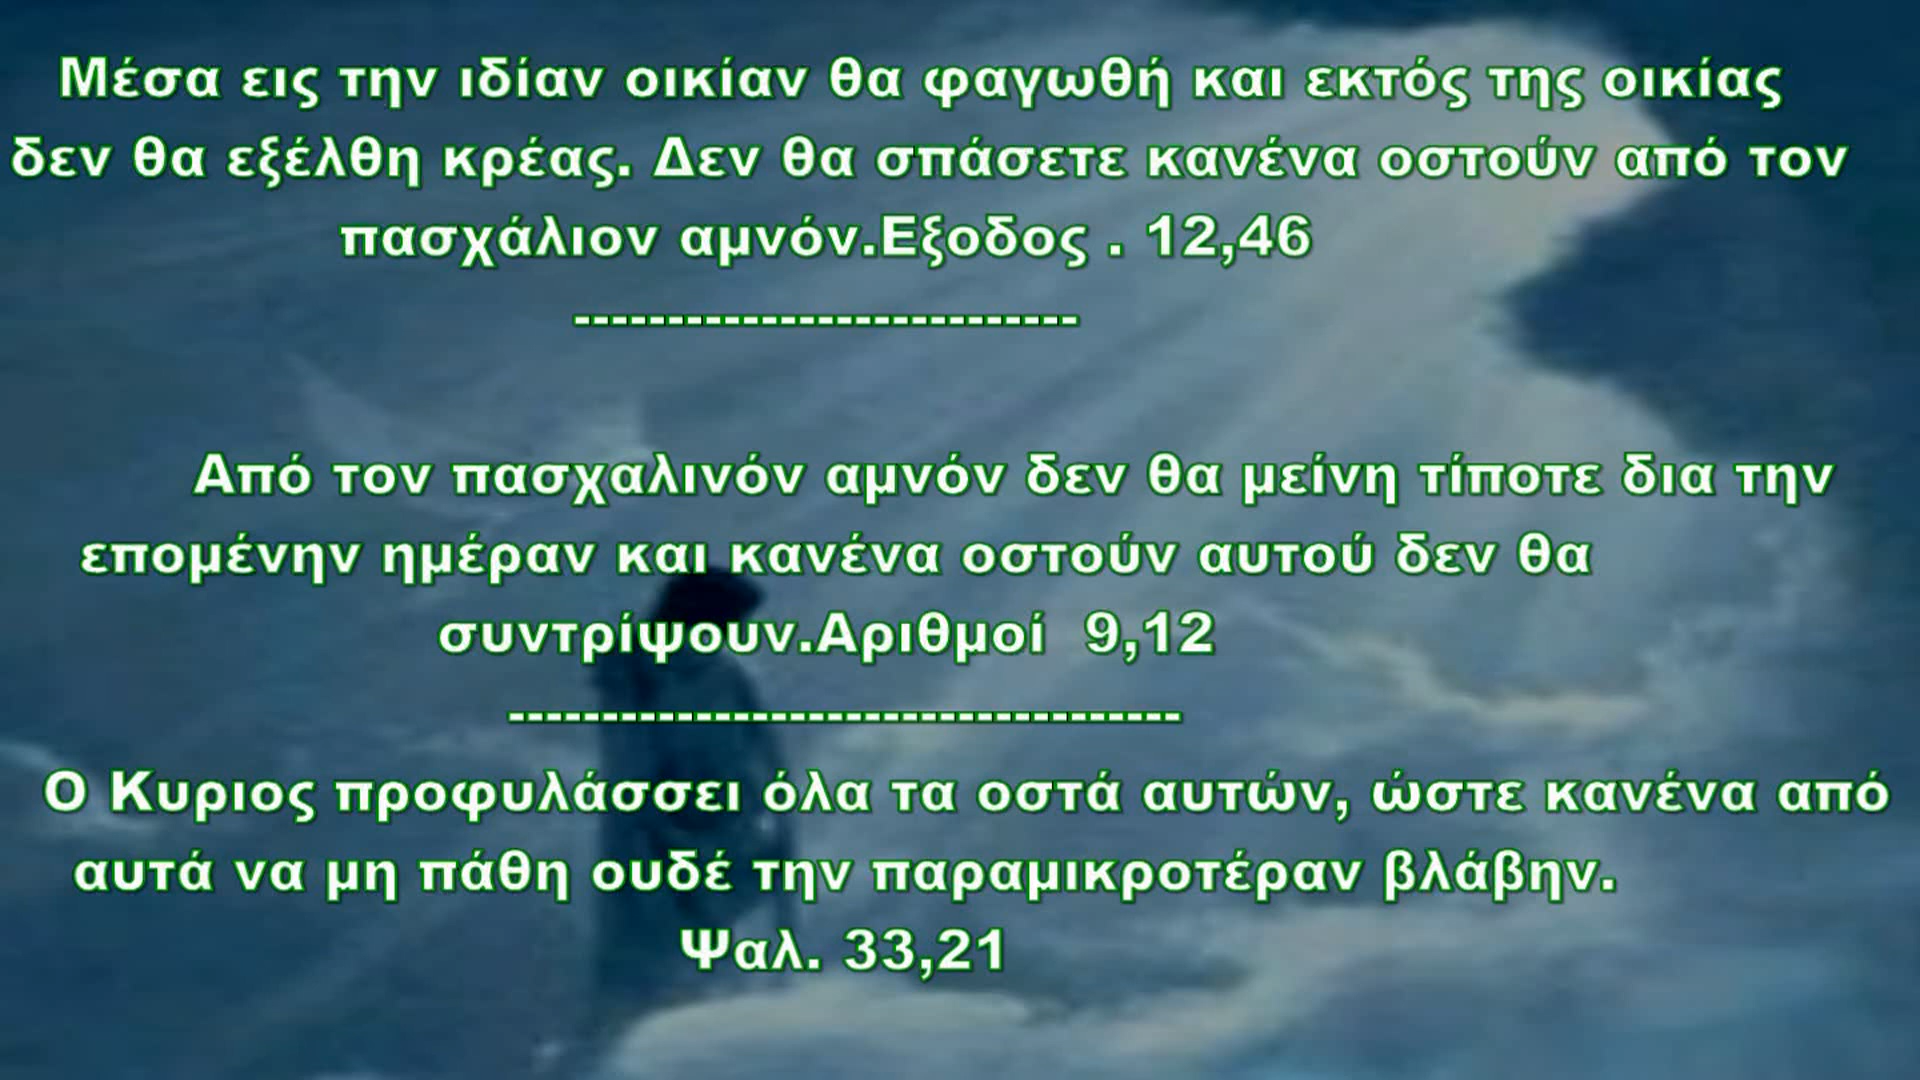 Μέσα εις την ιδίαν οικίαν θα φαγωθή και εκτός της οικίας
δεν θα εξέλθη κρέας. Δεν θα σπάσετε κανένα οστούν από τον
πασχάλιον αμνόν.Εξοδος . 12,46
---------------------------
Από τον πασχαλινόν αμνόν δεν θα μείνη τίποτε δια την
επομένην ημέραν και κανένα οστούν αυτού δεν θα
συντρίψουν.Αριθμοί  9,12
------------------------------------
Ο Κυριος προφυλάσσει όλα τα οστά αυτών, ώστε κανένα από
αυτά να μη πάθη ουδέ την παραμικροτέραν βλάβην.
Ψαλ. 33,21